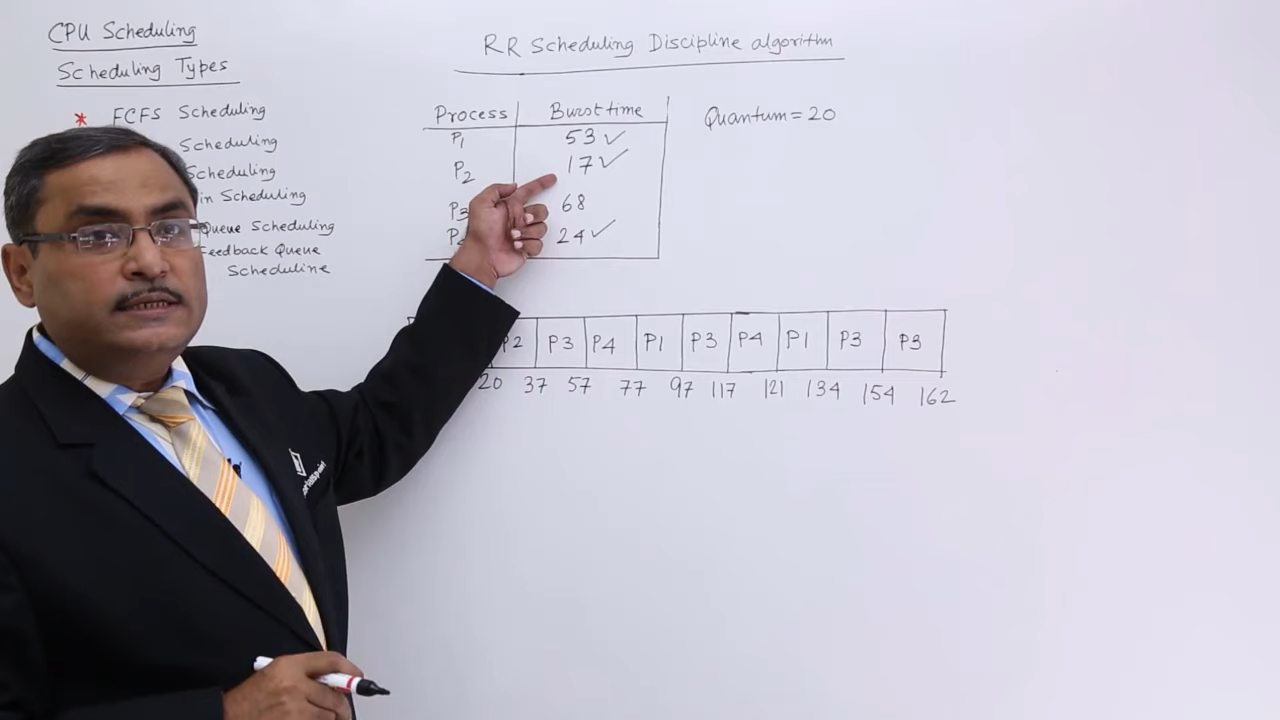 CPU Scheduling
Scheduling Types
* FCFS Scheduling
Scheduling
Scheduling
in Scheduling
Queue Scheduling
Feedback Queue
Scheduline
RR Scheduling Discipline algorithm
Process Burst time
P1 53 ✓
P2 17 ✓
P3 68
P4 24 ✓
Quantum = 20
P2 P3 P4 P1 P3 P4 P1 P3 P3
20 37 57 77 97 117 121 134 154 162